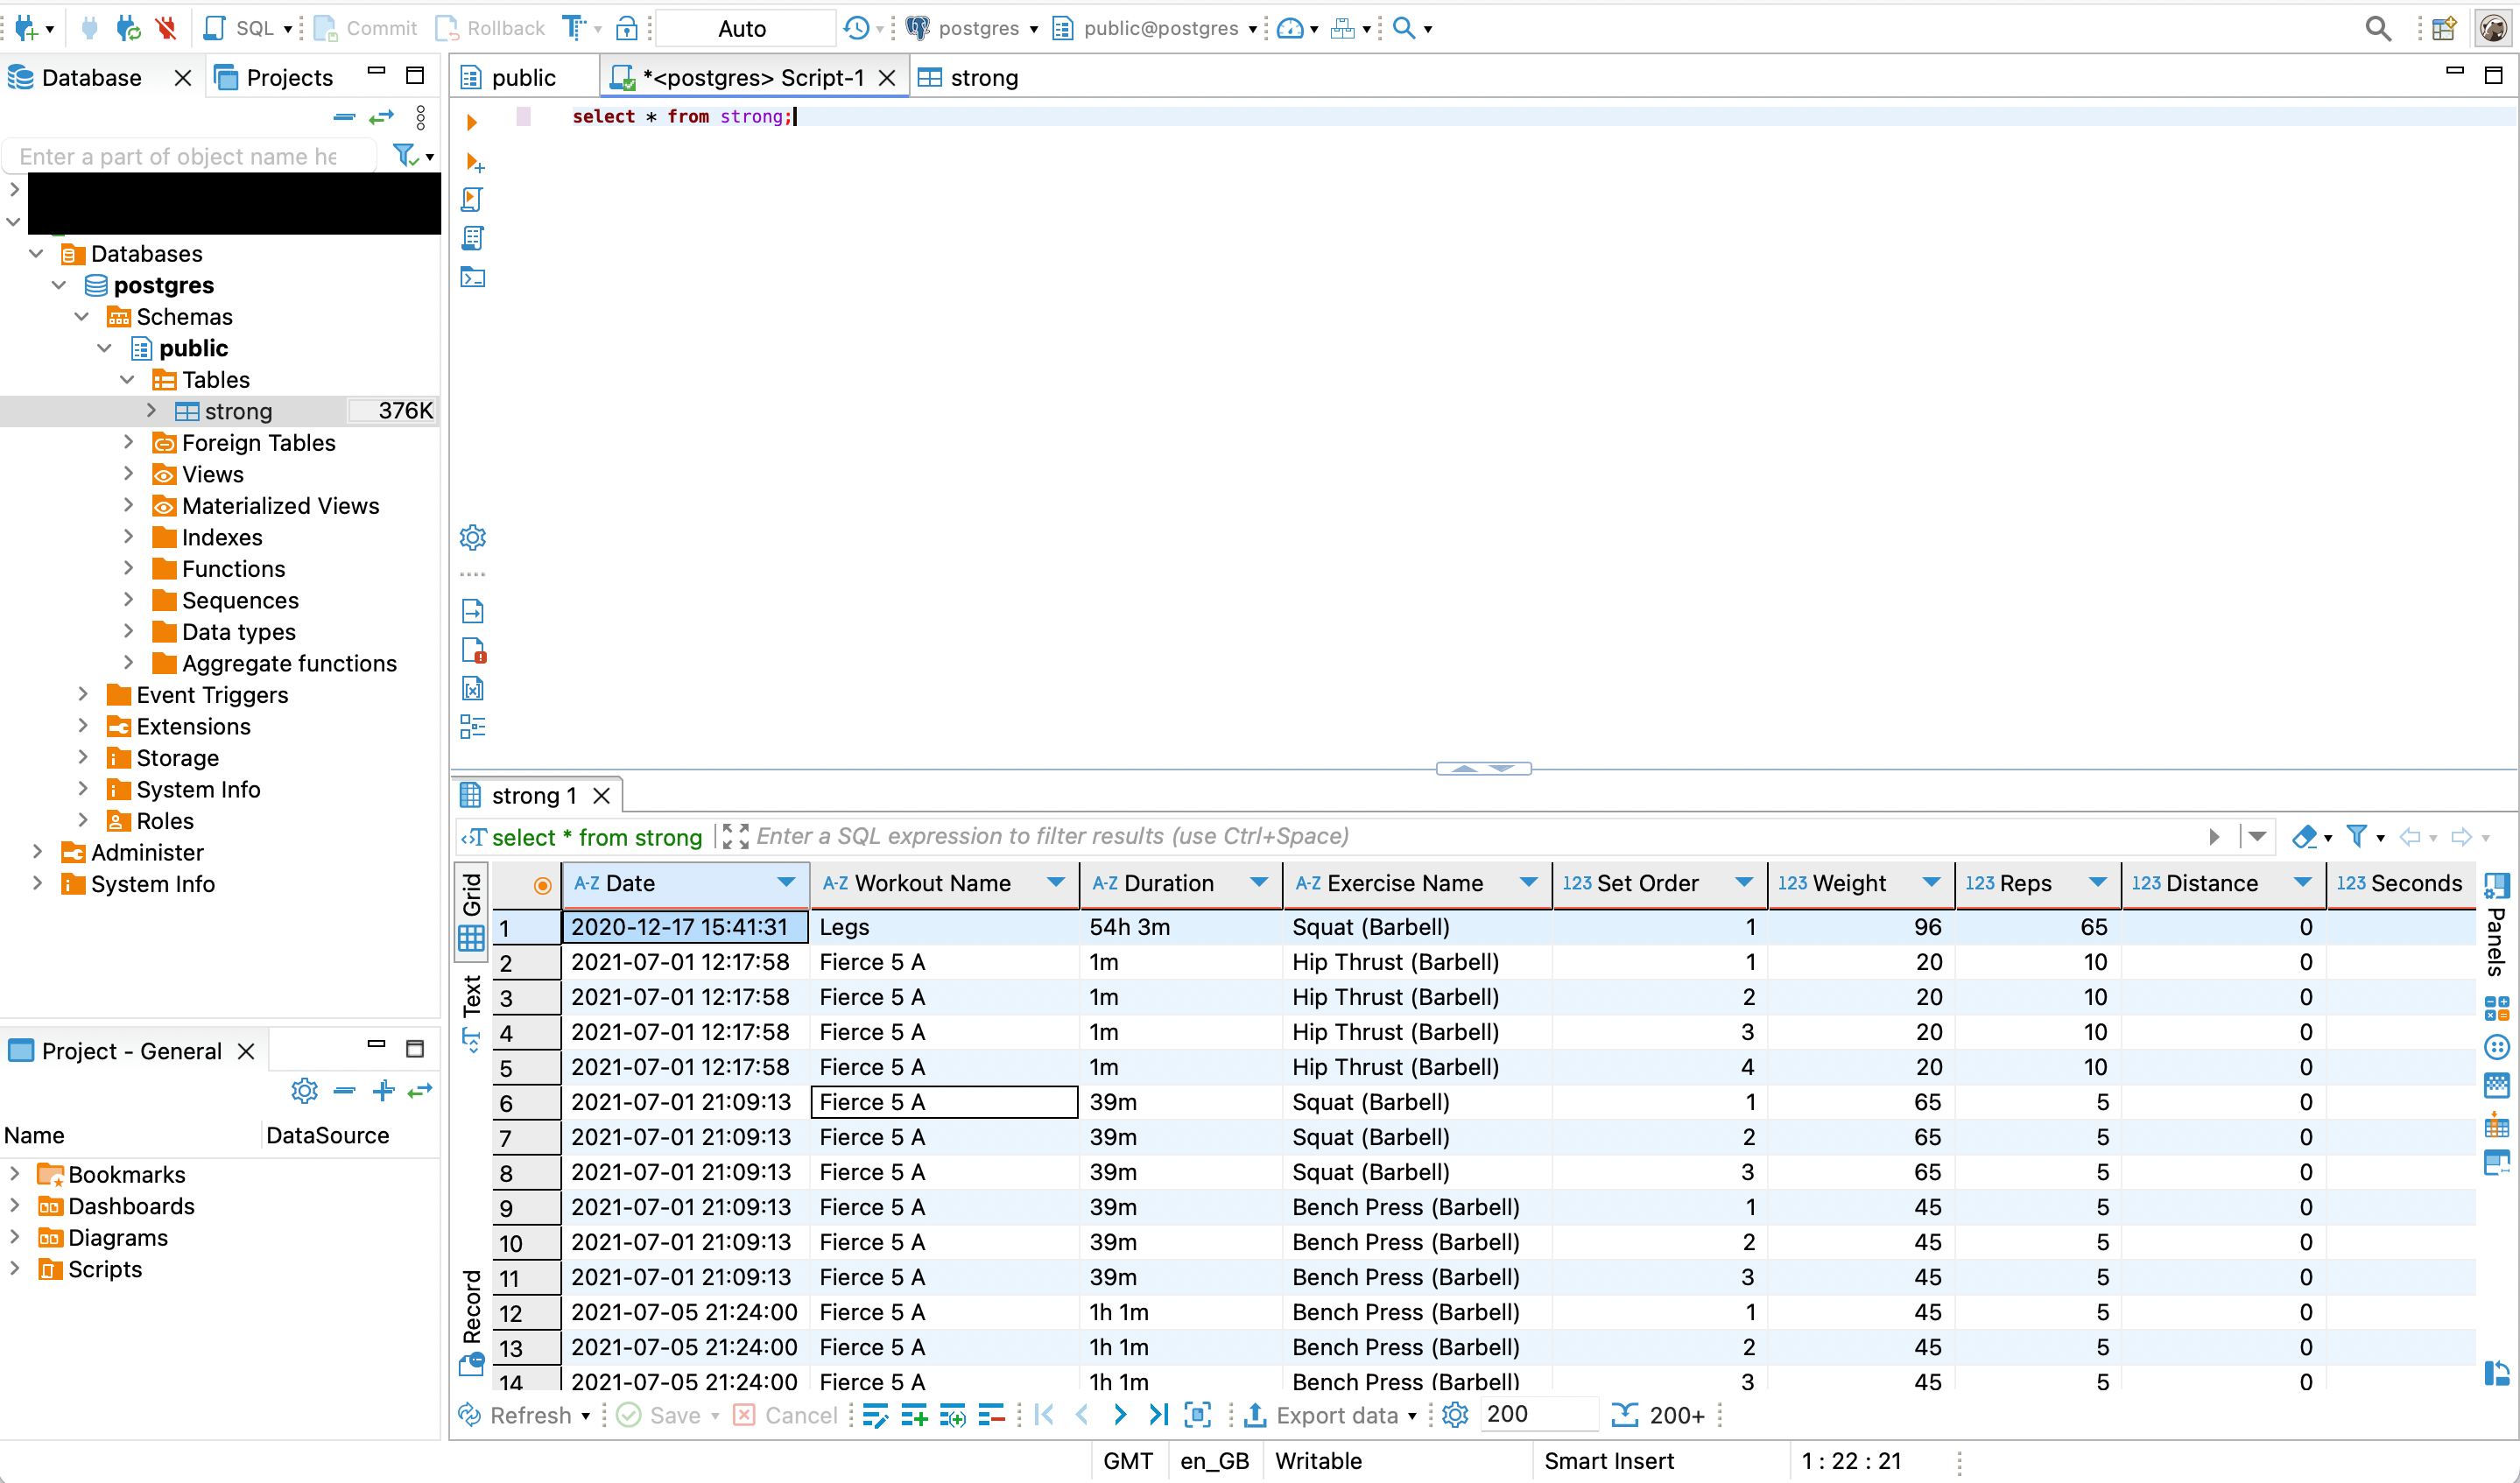 SQL Commit Rollback Auto postgres public@postgres
Database Projects
Enter a part of object name he
Databases
postgres
Schemas
public
Tables
strong 376K
Foreign Tables
Views
Materialized Views
Indexes
Functions
Sequences
Data types
Aggregate functions
Event Triggers
Extensions
Storage
System Info
Roles
Administer
System Info
Project - General
Name DataSource
Bookmarks
Dashboards
Diagrams
Scripts
public *<postgres> Script-1 strong
select * from strong;
strong 1
select * from strong Enter a SQL expression to filter results (use Ctrl+Space)
Grid
Text
Record
A-Z Date A-Z Workout Name A-Z Duration A-Z Exercise Name 123 Set Order 123 Weight 123 Reps 123 Distance 123 Seconds
1 2020-12-17 15:41:31 Legs 54h 3m Squat (Barbell) 1 96 65 0
2 2021-07-01 12:17:58 Fierce 5 A 1m Hip Thrust (Barbell) 1 20 10 0
3 2021-07-01 12:17:58 Fierce 5 A 1m Hip Thrust (Barbell) 2 20 10 0
4 2021-07-01 12:17:58 Fierce 5 A 1m Hip Thrust (Barbell) 3 20 10 0
5 2021-07-01 12:17:58 Fierce 5 A 1m Hip Thrust (Barbell) 4 20 10 0
6 2021-07-01 21:09:13 Fierce 5 A 39m Squat (Barbell) 1 65 5 0
7 2021-07-01 21:09:13 Fierce 5 A 39m Squat (Barbell) 2 65 5 0
8 2021-07-01 21:09:13 Fierce 5 A 39m Squat (Barbell) 3 65 5 0
9 2021-07-01 21:09:13 Fierce 5 A 39m Bench Press (Barbell) 1 45 5 0
10 2021-07-01 21:09:13 Fierce 5 A 39m Bench Press (Barbell) 2 45 5 0
11 2021-07-01 21:09:13 Fierce 5 A 39m Bench Press (Barbell) 3 45 5 0
12 2021-07-05 21:24:00 Fierce 5 A 1h 1m Bench Press (Barbell) 1 45 5 0
13 2021-07-05 21:24:00 Fierce 5 A 1h 1m Bench Press (Barbell) 2 45 5 0
14 2021-07-05 21:24:00 Fierce 5 A 1h 1m Bench Press (Barbell) 3 45 5 0
Panels
Refresh Save Cancel Export data 200 200+
GMT en_GB Writable Smart Insert 1 : 22 : 21